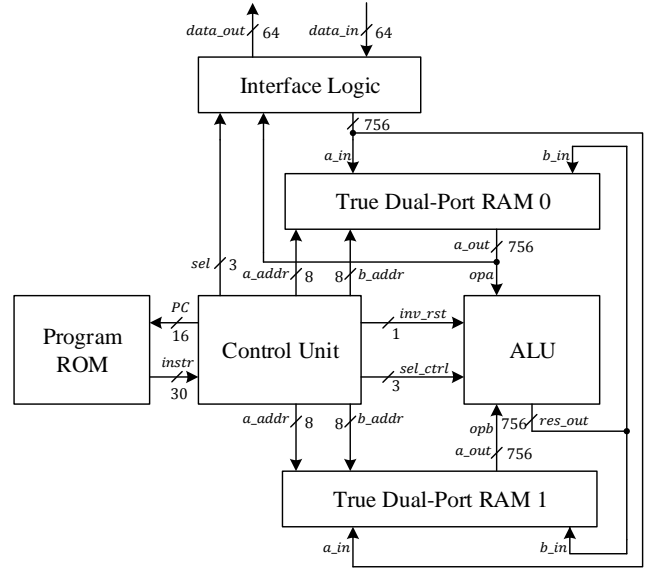 data_out 64 data_in 64
Interface Logic
756
a_in b_in
True Dual-Port RAM 0
a_out 756
sel 3 a_addr 8 8 b_addr opa
PC inv_rst
16 1
Program ROM
Control Unit
ALU
instr sel_ctrl
30 3
a_addr 8 8 b_addr opb 756 res_out
a_out 756
True Dual-Port RAM 1
a_in b_in